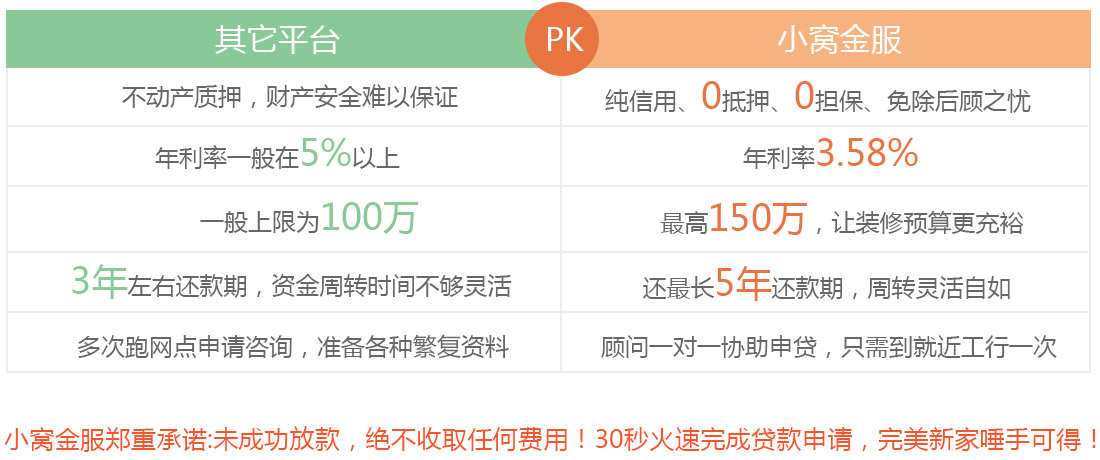 其它平台 PK 小窝金服
不动产质押，财产安全难以保证 纯信用、0抵押、0担保、免除后顾之忧
年利率一般在5%以上 年利率3.58%
一般上限为100万 最高150万，让装修预算更充裕
3年左右还款期，资金周转时间不够灵活 还最长5年还款期，周转灵活自如
多次跑网点申请咨询，准备各种繁复资料 顾问一对一协助申贷，只需到就近工行一次
小窝金服郑重承诺:未成功放款，绝不收取任何费用！30秒火速完成贷款申请，完美新家唾手可得！